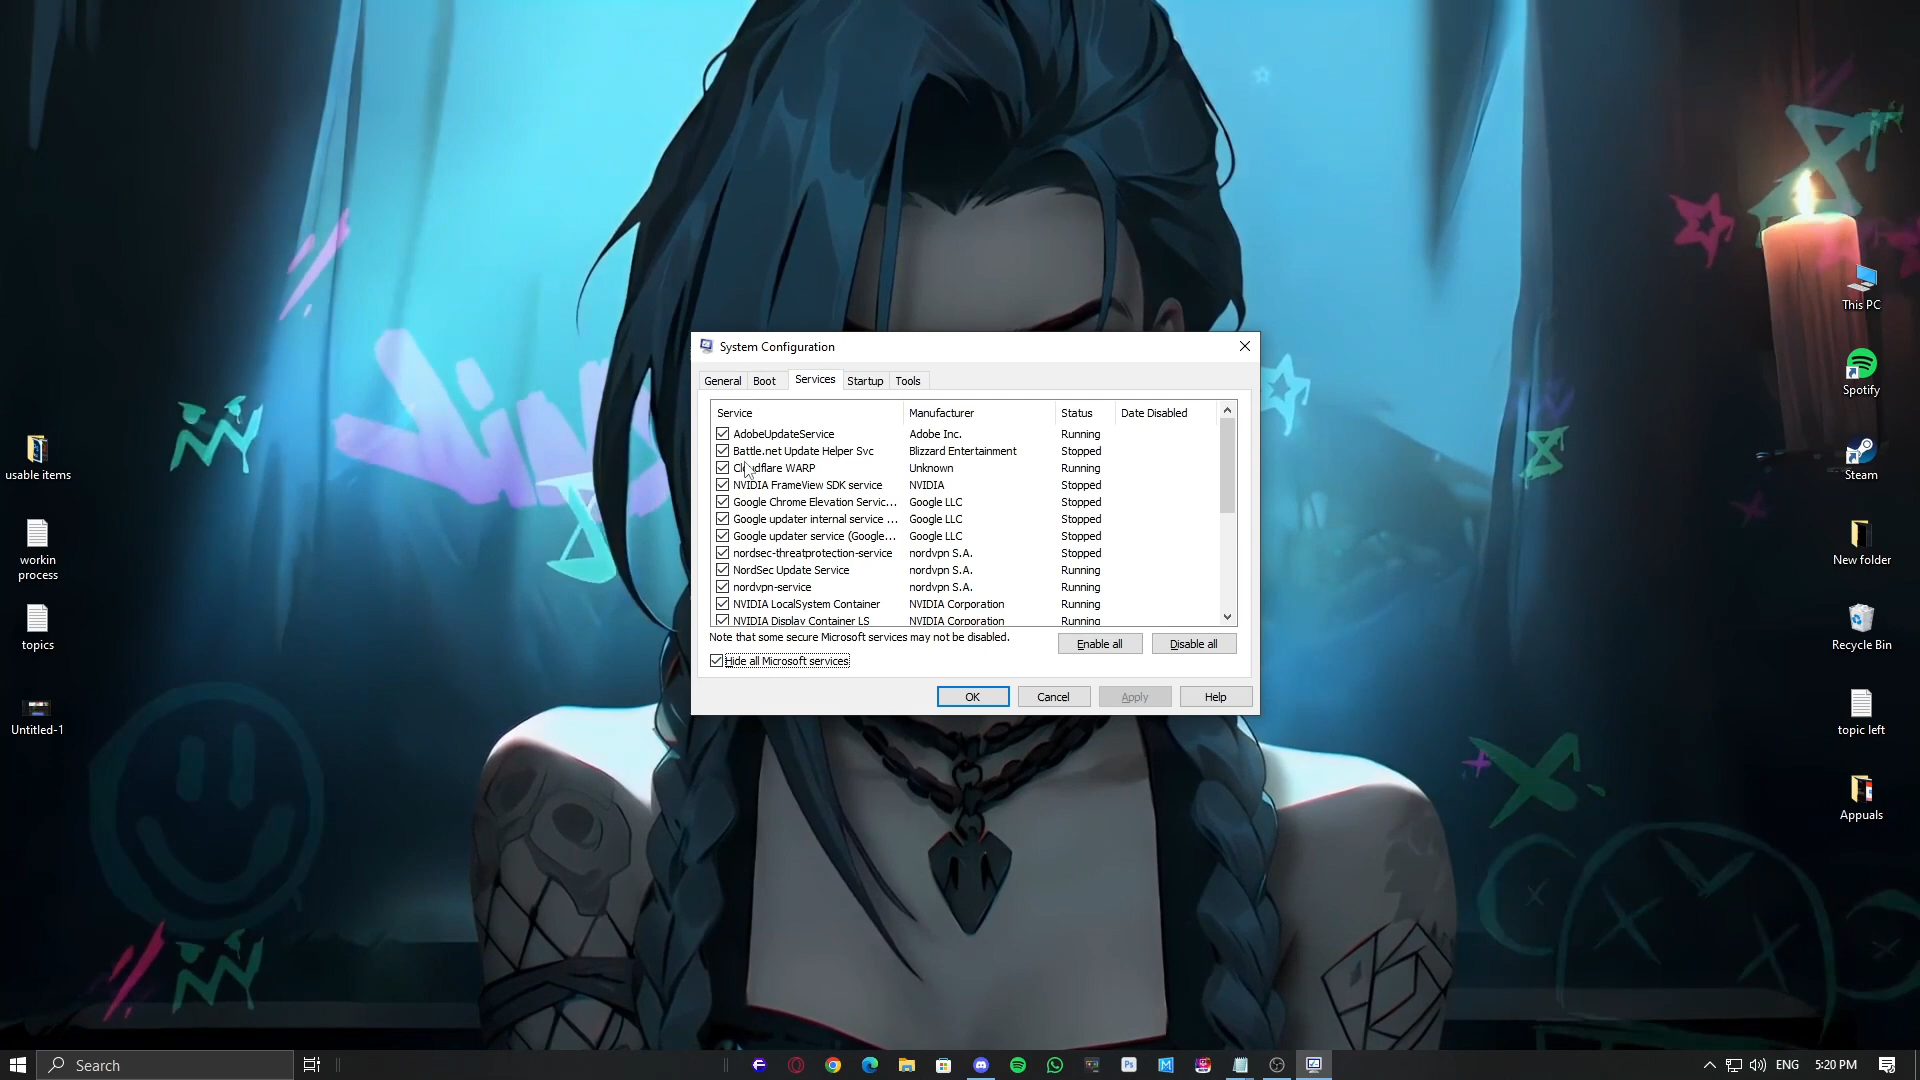 System Configuration
General Boot Services Startup Tools
Service Manufacturer Status Date Disabled
AdobeUpdateService Adobe Inc. Running
Battle.net Update Helper Svc Blizzard Entertainment Stopped
Cloudflare WARP Unknown Running
NVIDIA FrameView SDK service NVIDIA Stopped
Google Chrome Elevation Servic... Google LLC Stopped
Google updater internal service ... Google LLC Stopped
Google updater service (Google... Google LLC Stopped
nordsec-threatprotection-service nordvpn S.A. Stopped
NordSec Update Service nordvpn S.A. Running
nordvpn-service nordvpn S.A. Running
NVIDIA LocalSystem Container NVIDIA Corporation Running
NVIDIA Display Container LS NVIDIA Corporation Running
Note that some secure Microsoft services may not be disabled.
Enable all Disable all
Hide all Microsoft services
OK Cancel Apply Help
usable items
workin
process
topics
Untitled-1
This PC
Spotify
Steam
New folder
Recycle Bin
topic left
Appuals
Search
ENG 5:20 PM